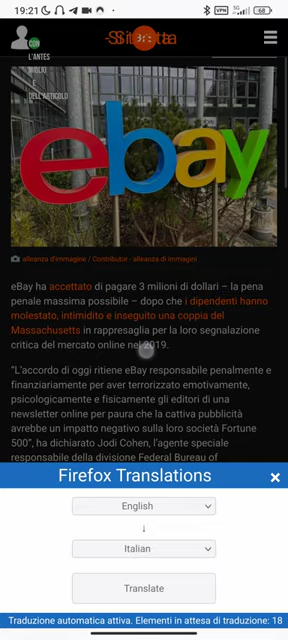 19:21
VPN
5G
68
CON
L'ANTES
MIGLIO
DELL'ARTICOLO
ebay
alleanza d'immagine / Contributor - alleanza di immagini
eBay ha accettato di pagare 3 milioni di dollari – la pena
penale massima possibile – dopo che i dipendenti hanno
molestato, intimidito e inseguito una coppia del
Massachusetts in rappresaglia per la loro segnalazione
critica del mercato online nel 2019.
“L’accordo di oggi ritiene eBay responsabile penalmente e
finanziariamente per aver terrorizzato emotivamente,
psicologicamente e fisicamente gli editori di una
newsletter online per paura che la cattiva pubblicità
avrebbe un impatto negativo sulla loro società Fortune
500”, ha dichiarato Jodi Cohen, l’agente speciale
responsabile della divisione Federal Bureau of
Firefox Translations
×
English
↓
Italian
Translate
Traduzione automatica attiva. Elementi in attesa di traduzione: 18